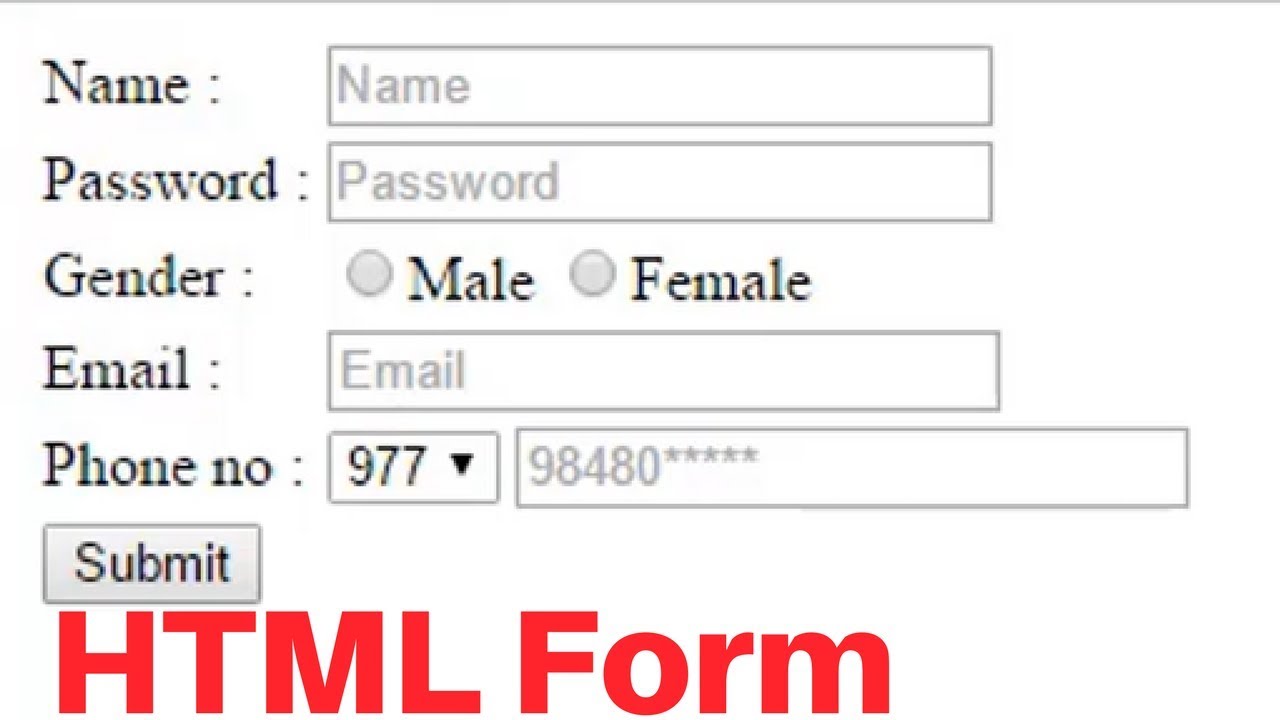 Name : Name
Password : Password
Gender : Male Female
Email : Email
Phone no : 977 ▼ 98480*****
Submit
HTML Form